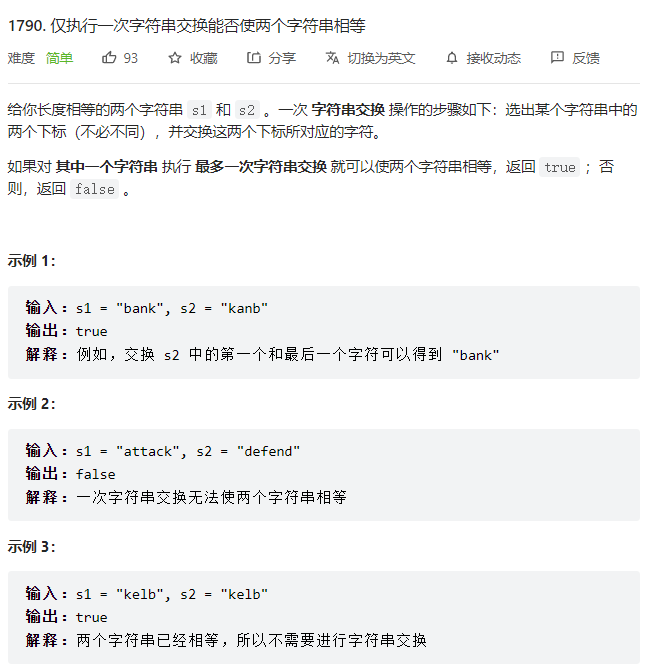 1790. 仅执行一次字符串交换能否使两个字符串相等
难度 简单 93 收藏 分享 切换为英文 接收动态 反馈
给你长度相等的两个字符串 s1 和 s2 。一次 字符串交换 操作的步骤如下：选出某个字符串中的
两个下标（不必不同），并交换这两个下标所对应的字符。
如果对 其中一个字符串 执行 最多一次字符串交换 就可以使两个字符串相等，返回 true ；否
则，返回 false 。
示例 1：
输入：s1 = "bank", s2 = "kanb"
输出：true
解释：例如，交换 s2 中的第一个和最后一个字符可以得到 "bank"
示例 2：
输入：s1 = "attack", s2 = "defend"
输出：false
解释：一次字符串交换无法使两个字符串相等
示例 3：
输入：s1 = "kelb", s2 = "kelb"
输出：true
解释：两个字符串已经相等，所以不需要进行字符串交换